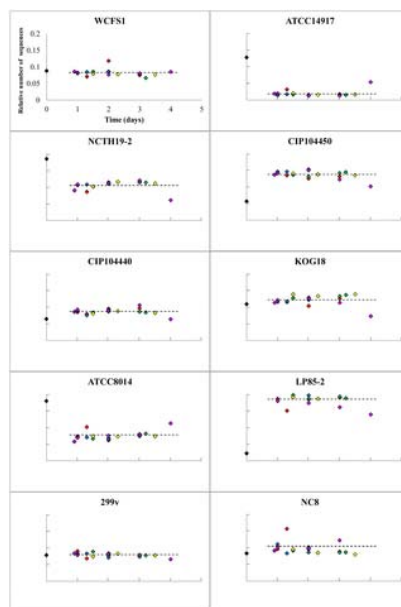 WCFS1
ATCC14917
0.2
0.15
0.1
0.05
0
Relative number of sequences
0 1 2 3 4 5
Time (days)
NCTH19-2
CIP104450
CIP104440
KOG18
ATCC8014
LP85-2
299v
NC8